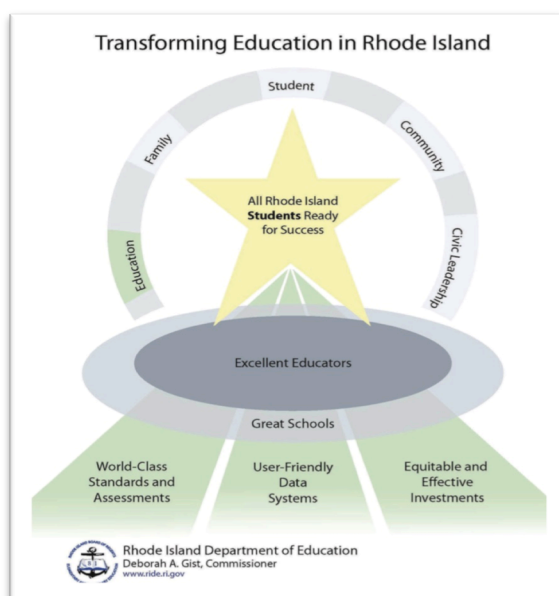 Transforming Education in Rhode Island
Student
Family
Community
Education
Civic Leadership
All Rhode Island
Students Ready
for Success
Excellent Educators
Great Schools
World-Class
Standards and
Assessments
User-Friendly
Data
Systems
Equitable and
Effective
Investments
Rhode Island Department of Education
Deborah A. Gist, Commissioner
www.ride.ri.gov